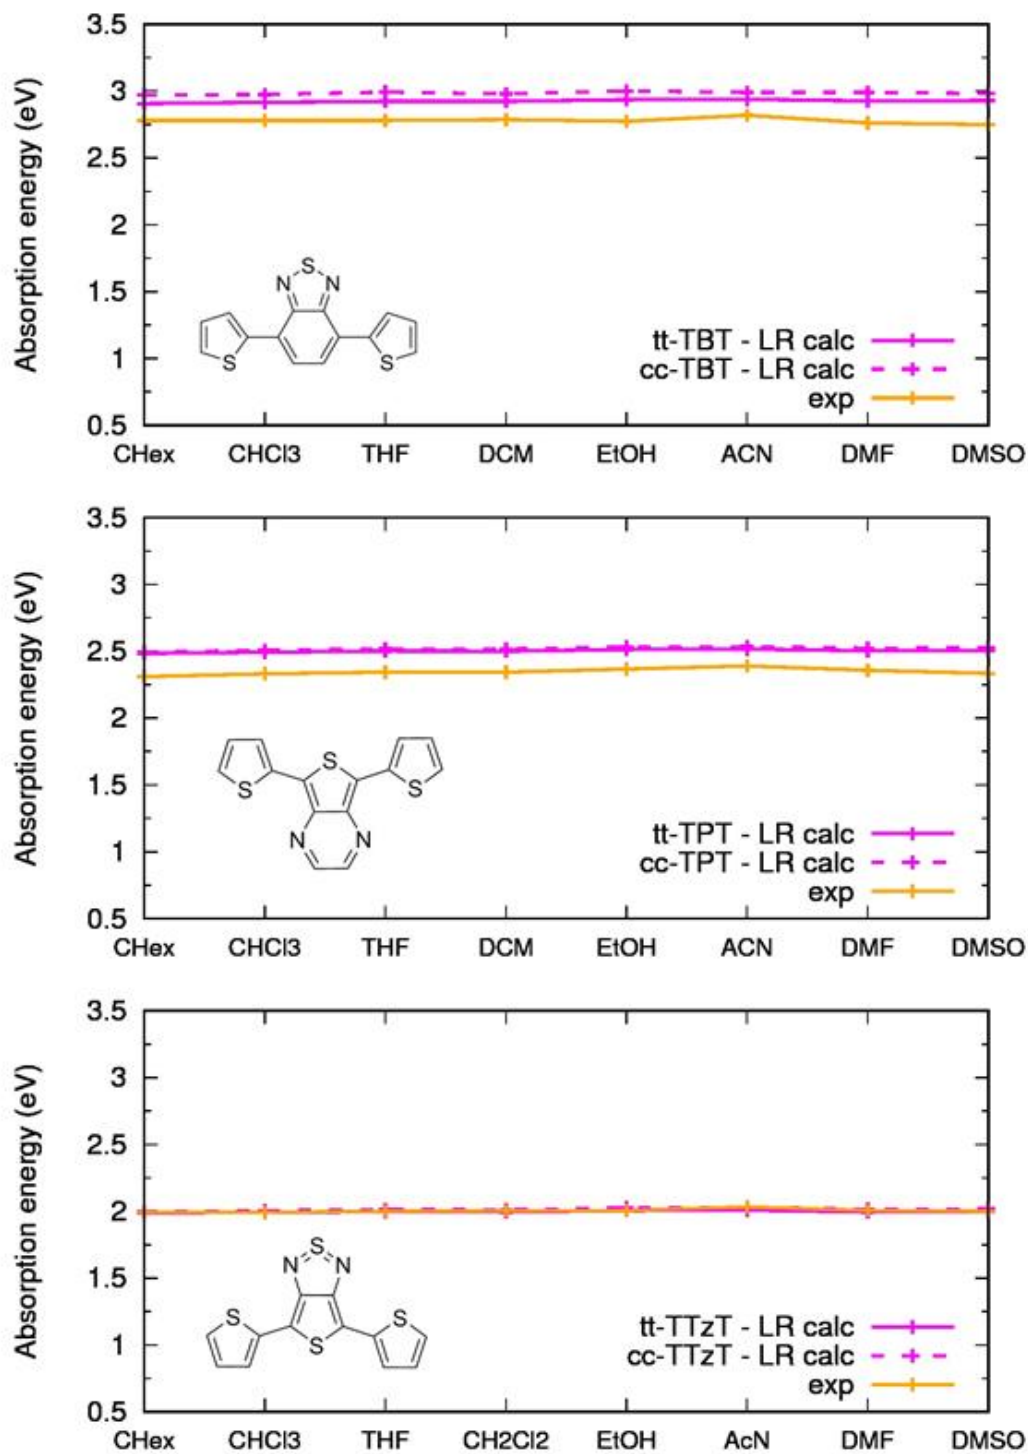 Absorption energy (eV)
3.5
3
2.5
2
1.5
1
0.5
N S N
S S
tt-TBT - LR calc
cc-TBT - LR calc
exp
CHex CHCl3 THF DCM EtOH ACN DMF DMSO
Absorption energy (eV)
3.5
3
2.5
2
1.5
1
0.5
S S S
N N
tt-TPT - LR calc
cc-TPT - LR calc
exp
CHex CHCl3 THF DCM EtOH ACN DMF DMSO
Absorption energy (eV)
3.5
3
2.5
2
1.5
1
0.5
N S N
S S S
tt-TTzT - LR calc
cc-TTzT - LR calc
exp
CHex CHCl3 THF CH2Cl2 EtOH AcN DMF DMSO